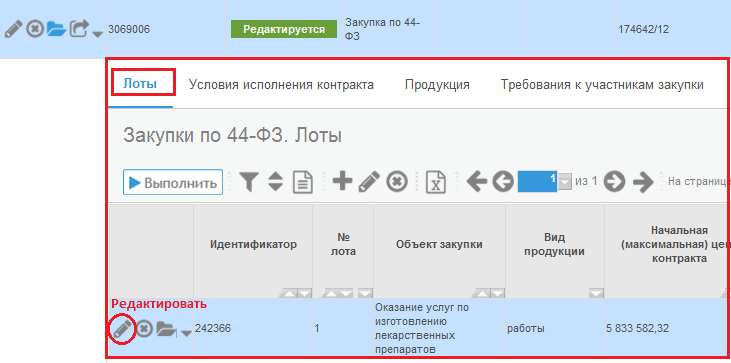 3069006 Редактируется Закупка по 44-ФЗ 174642/12
Лоты Условия исполнения контракта Продукция Требования к участникам закупки
Закупки по 44-ФЗ. Лоты
Выполнить 1 из 1 На странице
Идентификатор № лота Объект закупки Вид продукции Начальная (максимальная) цен контракта
Редактировать
242366 1 Оказание услуг по изготовлению лекарственных препаратов работы 5 833 582,32